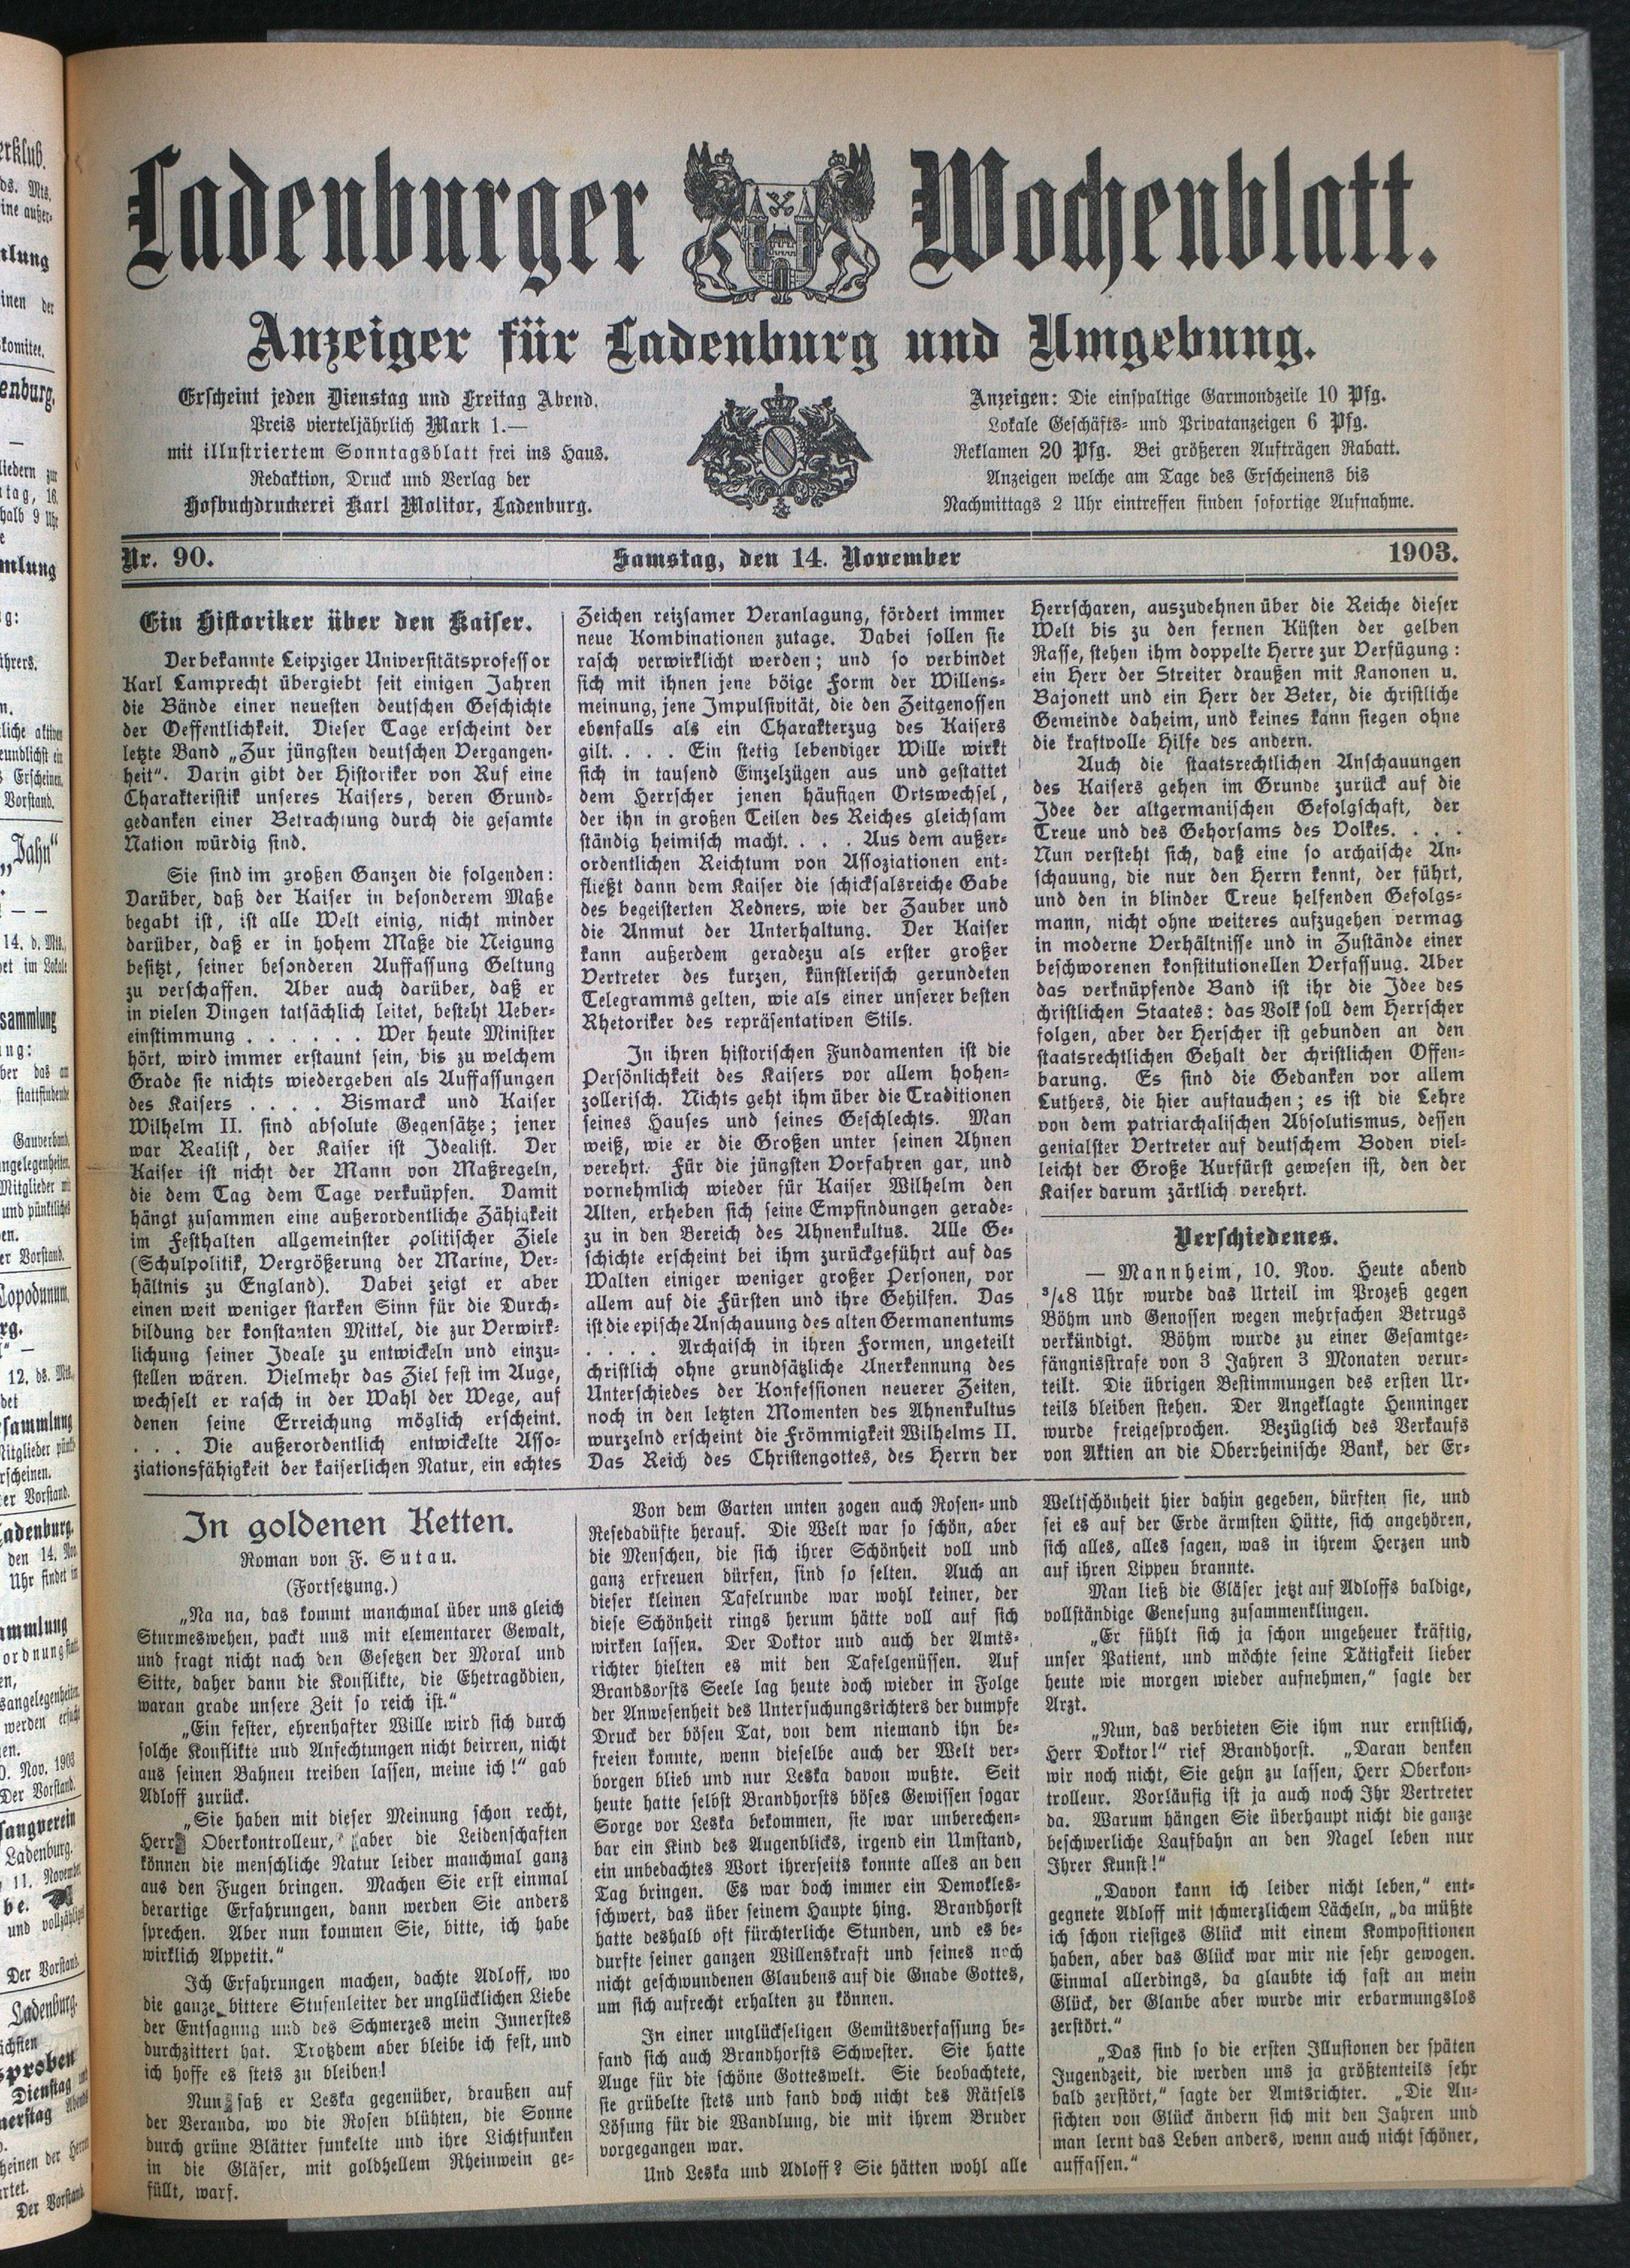 Ladenburger Wochenblatt.
Anzeiger für Ladenburg und Umgebung.
Erscheint jeden Dienstag und Freitag Abend.
Preis vierteljährlich Mark 1.—
mit illustriertem Sonntagsblatt frei ins Haus.
Redaktion, Druck und Verlag der
Hofbuchdruckerei Karl Molitor, Ladenburg.
Anzeigen: Die einspaltige Garmondzeile 10 Pfg.
Lokale Geschäfts- und Privatanzeigen 6 Pfg.
Reklamen 20 Pfg. Bei größeren Aufträgen Rabatt.
Anzeigen welche am Tage des Erscheinens bis
Nachmittags 2 Uhr eintreffen finden sofortige Aufnahme.
Nr. 90. Samstag, den 14. November 1903.
Ein Historiker über den Kaiser.
Der bekannte Leipziger Universitätsprofessor
Karl Lamprecht übergiebt seit einigen Jahren
die Bände einer neuesten deutschen Geschichte
der Oeffentlichkeit. Dieser Tage erscheint der
letzte Band „Zur jüngsten deutschen Vergangen-
heit“. Darin gibt der Historiker von Ruf eine
Charakteristik unseres Kaisers, deren Grund-
gedanken einer Betrachtung durch die gesamte
Nation würdig sind.
Sie sind im großen Ganzen die folgenden:
Darüber, daß der Kaiser in besonderem Maße
begabt ist, ist alle Welt einig, nicht minder
darüber, daß er in hohem Maße die Neigung
besitzt, seiner besonderen Auffassung Geltung
zu verschaffen. Aber auch darüber, daß er
in vielen Dingen tatsächlich leitet, besteht Ueber-
einstimmung . . . . . . Wer heute Minister
hört, wird immer erstaunt sein, bis zu welchem
Grade sie nichts wiedergeben als Auffassungen
des Kaisers . . . . Bismarck und Kaiser
Wilhelm II. sind absolute Gegensätze; jener
war Realist, der Kaiser ist Idealist. Der
Kaiser ist nicht der Mann von Maßregeln,
die dem Tag dem Tage verkuüpfen. Damit
hängt zusammen eine außerordentliche Zähigkeit
im Festhalten allgemeinster politischer Ziele
(Schulpolitik, Vergrößerung der Marine, Ver-
hältnis zu England). Dabei zeigt er aber
einen weit weniger starken Sinn für die Durch-
bildung der konstanten Mittel, die zur Verwirk-
lichung seiner Ideale zu entwickeln und einzu-
stellen wären. Vielmehr das Ziel fest im Auge,
wechselt er rasch in der Wahl der Wege, auf
denen seine Erreichung möglich erscheint.
. . . Die außerordentlich entwickelte Asso-
ziationsfähigkeit der kaiserlichen Natur, ein echtes
Zeichen reizsamer Veranlagung, fördert immer
neue Kombinationen zutage. Dabei sollen sie
rasch verwirklicht werden; und so verbindet
sich mit ihnen jene böige Form der Willens-
meinung, jene Impulsivität, die den Zeitgenossen
ebenfalls als ein Charakterzug des Kaisers
gilt. . . . Ein stetig lebendiger Wille wirkt
sich in tausend Einzelzügen aus und gestattet
dem Herrscher jenen häufigen Ortswechsel,
der ihn in großen Teilen des Reiches gleichsam
ständig heimisch macht. . . . Aus dem außer-
ordentlichen Reichtum von Assoziationen ent-
fließt dann dem Kaiser die schicksalsreiche Gabe
des begeisterten Redners, wie der Zauber und
die Anmut der Unterhaltung. Der Kaiser
kann außerdem geradezu als erster großer
Vertreter des kurzen, künstlerisch gerundeten
Telegramms gelten, wie als einer unserer besten
Rhetoriker des repräsentativen Stils.
In ihren historischen Fundamenten ist die
Persönlichkeit des Kaisers vor allem hohen-
zollerisch. Nichts geht ihm über die Traditionen
seines Hauses und seines Geschlechts. Man
weiß, wie er die Großen unter seinen Ahnen
verehrt. Für die jüngsten Vorfahren gar, und
vornehmlich wieder für Kaiser Wilhelm den
Alten, erheben sich seine Empfindungen gerade-
zu in den Bereich des Ahnenkultus. Alle Ge-
schichte erscheint bei ihm zurückgeführt auf das
Walten einiger weniger großer Personen, vor
allem auf die Fürsten und ihre Gehilfen. Das
ist die epische Anschauung des alten Germanentums
. . . . Archaisch in ihren Formen, ungeteilt
christlich ohne grundsätzliche Anerkennung des
Unterschiedes der Konfessionen neuerer Zeiten,
noch in den letzten Momenten des Ahnenkultus
wurzelnd erscheint die Frömmigkeit Wilhelms II.
Das Reich des Christengottes, des Herrn der
Herrscharen, auszudehnen über die Reiche dieser
Welt bis zu den fernen Küsten der gelben
Rasse, stehen ihm doppelte Herre zur Verfügung:
ein Herr der Streiter draußen mit Kanonen u.
Bajonett und ein Herr der Beter, die christliche
Gemeinde daheim, und keines kann siegen ohne
die kraftvolle Hilfe des andern.
Auch die staatsrechtlichen Anschauungen
des Kaisers gehen im Grunde zurück auf die
Idee der altgermanischen Gefolgschaft, der
Treue und des Gehorsams des Volkes. . . .
Nun versteht sich, daß eine so archaische An-
schauung, die nur den Herrn kennt, der führt,
und den in blinder Treue helfenden Gefolgs-
mann, nicht ohne weiteres aufzugehen vermag
in moderne Verhältnisse und in Zustände einer
beschworenen konstitutionellen Verfassuug. Aber
das verknüpfende Band ist ihr die Idee des
christlichen Staates: das Volk soll dem Herrscher
folgen, aber der Herscher ist gebunden an den
staatsrechtlichen Gehalt der christlichen Offen-
barung. Es sind die Gedanken vor allem
Luthers, die hier auftauchen; es ist die Lehre
von dem patriarchalischen Absolutismus, dessen
genialster Vertreter auf deutschem Boden viel-
leicht der Große Kurfürst gewesen ist, den der
Kaiser darum zärtlich verehrt.
Verschiedenes.
— Mannheim, 10. Nov. Heute abend
³/₄8 Uhr wurde das Urteil im Prozeß gegen
Böhm und Genossen wegen mehrfachen Betrugs
verkündigt. Böhm wurde zu einer Gesamtge-
fängnisstrafe von 3 Jahren 3 Monaten verur-
teilt. Die übrigen Bestimmungen des ersten Ur-
teils bleiben stehen. Der Angeklagte Henninger
wurde freigesprochen. Bezüglich des Verkaufs
von Aktien an die Oberrheinische Bank, der Er-
In goldenen Ketten.
Roman von F. Sutau.
(Fortsetzung.)
„Na na, das kommt manchmal über uns gleich
Sturmeswehen, packt uns mit elementarer Gewalt,
und fragt nicht nach den Gesetzen der Moral und
Sitte, daher dann die Konflikte, die Ehetragödien,
waran grade unsere Zeit so reich ist.“
„Ein fester, ehrenhafter Wille wird sich durch
solche Konflikte und Anfechtungen nicht beirren, nicht
aus seinen Bahnen treiben lassen, meine ich!“ gab
Adloff zurück.
„Sie haben mit dieser Meinung schon recht,
Herr Oberkontrolleur, aber die Leidenschaften
können die menschliche Natur leider manchmal ganz
aus den Fugen bringen. Machen Sie erst einmal
derartige Erfahrungen, dann werden Sie anders
sprechen. Aber nun kommen Sie, bitte, ich habe
wirklich Appetit.“
Ich Erfahrungen machen, dachte Adloff, wo
die ganze bittere Stufenleiter der unglücklichen Liebe
der Entsagung und des Schmerzes mein Innerstes
durchzittert hat. Trotzdem aber bleibe ich fest, und
ich hoffe es stets zu bleiben!
Nun saß er Leska gegenüber, draußen auf
der Veranda, wo die Rosen blühten, die Sonne
durch grüne Blätter funkelte und ihre Lichtfunken
in die Gläser, mit goldhellem Rheinwein ge-
füllt, warf.
Von dem Garten unten zogen auch Rosen- und
Resedadüfte herauf. Die Welt war so schön, aber
die Menschen, die sich ihrer Schönheit voll und
ganz erfreuen dürfen, sind so selten. Auch an
dieser kleinen Tafelrunde war wohl keiner, der
diese Schönheit rings herum hätte voll auf sich
wirken lassen. Der Doktor und auch der Amts-
richter hielten es mit den Tafelgenüssen. Auf
Brandsorsts Seele lag heute doch wieder in Folge
der Anwesenheit des Untersuchungsrichters der dumpfe
Druck der bösen Tat, von dem niemand ihn be-
freien konnte, wenn dieselbe auch der Welt ver-
borgen blieb und nur Leska davon wußte. Seit
heute hatte selbst Brandhorsts böses Gewissen sogar
Sorge vor Leska bekommen, sie war unberechen-
bar ein Kind des Augenblicks, irgend ein Umstand,
ein unbedachtes Wort ihrerseits konnte alles an den
Tag bringen. Es war doch immer ein Demokles-
schwert, das über seinem Haupte hing. Brandhorst
hatte deshalb oft fürchterliche Stunden, und es be-
durfte seiner ganzen Willenskraft und seines noch
nicht geschwundenen Glaubens auf die Gnade Gottes,
um sich aufrecht erhalten zu können.
In einer unglückseligen Gemütsverfassung be-
fand sich auch Brandhorsts Schwester. Sie hatte
Auge für die schöne Gotteswelt. Sie beobachtete,
sie grübelte stets und fand doch nicht des Rätsels
Lösung für die Wandlung, die mit ihrem Bruder
vorgegangen war.
Und Leska und Adloff? Sie hätten wohl alle
Weltschönheit hier dahin gegeben, dürften sie, und
sei es auf der Erde ärmsten Hütte, sich angehören,
sich alles, alles sagen, was in ihrem Herzen und
auf ihren Lippeu brannte.
Man ließ die Gläser jetzt auf Adloffs baldige,
vollständige Genesung zusammenklingen.
„Er fühlt sich ja schon ungeheuer kräftig,
unser Patient, und möchte seine Tätigkeit lieber
heute wie morgen wieder aufnehmen,“ sagte der
Arzt.
„Nun, das verbieten Sie ihm nur ernstlich,
Herr Doktor!“ rief Brandhorst. „Daran denken
wir noch nicht, Sie gehn zu lassen, Herr Oberkon-
trolleur. Vorläufig ist ja auch noch Ihr Vertreter
da. Warum hängen Sie überhaupt nicht die ganze
beschwerliche Laufbahn an den Nagel leben nur
Ihrer Kunst!“
„Davon kann ich leider nicht leben,“ ent-
gegnete Adloff mit schmerzlichem Lächeln, „da müßte
ich schon riesiges Glück mit einem Kompositionen
haben, aber das Glück war mir nie sehr gewogen.
Einmal allerdings, da glaubte ich fast an mein
Glück, der Glaube aber wurde mir erbarmungslos
zerstört.“
„Das sind so die ersten Illusionen der späten
Jugendzeit, die werden uns ja größtenteils sehr
bald zerstört,“ sagte der Amtsrichter. „Die An-
sichten von Glück ändern sich mit den Jahren und
man lernt das Leben anders, wenn auch nicht schöner,
auffassen.“